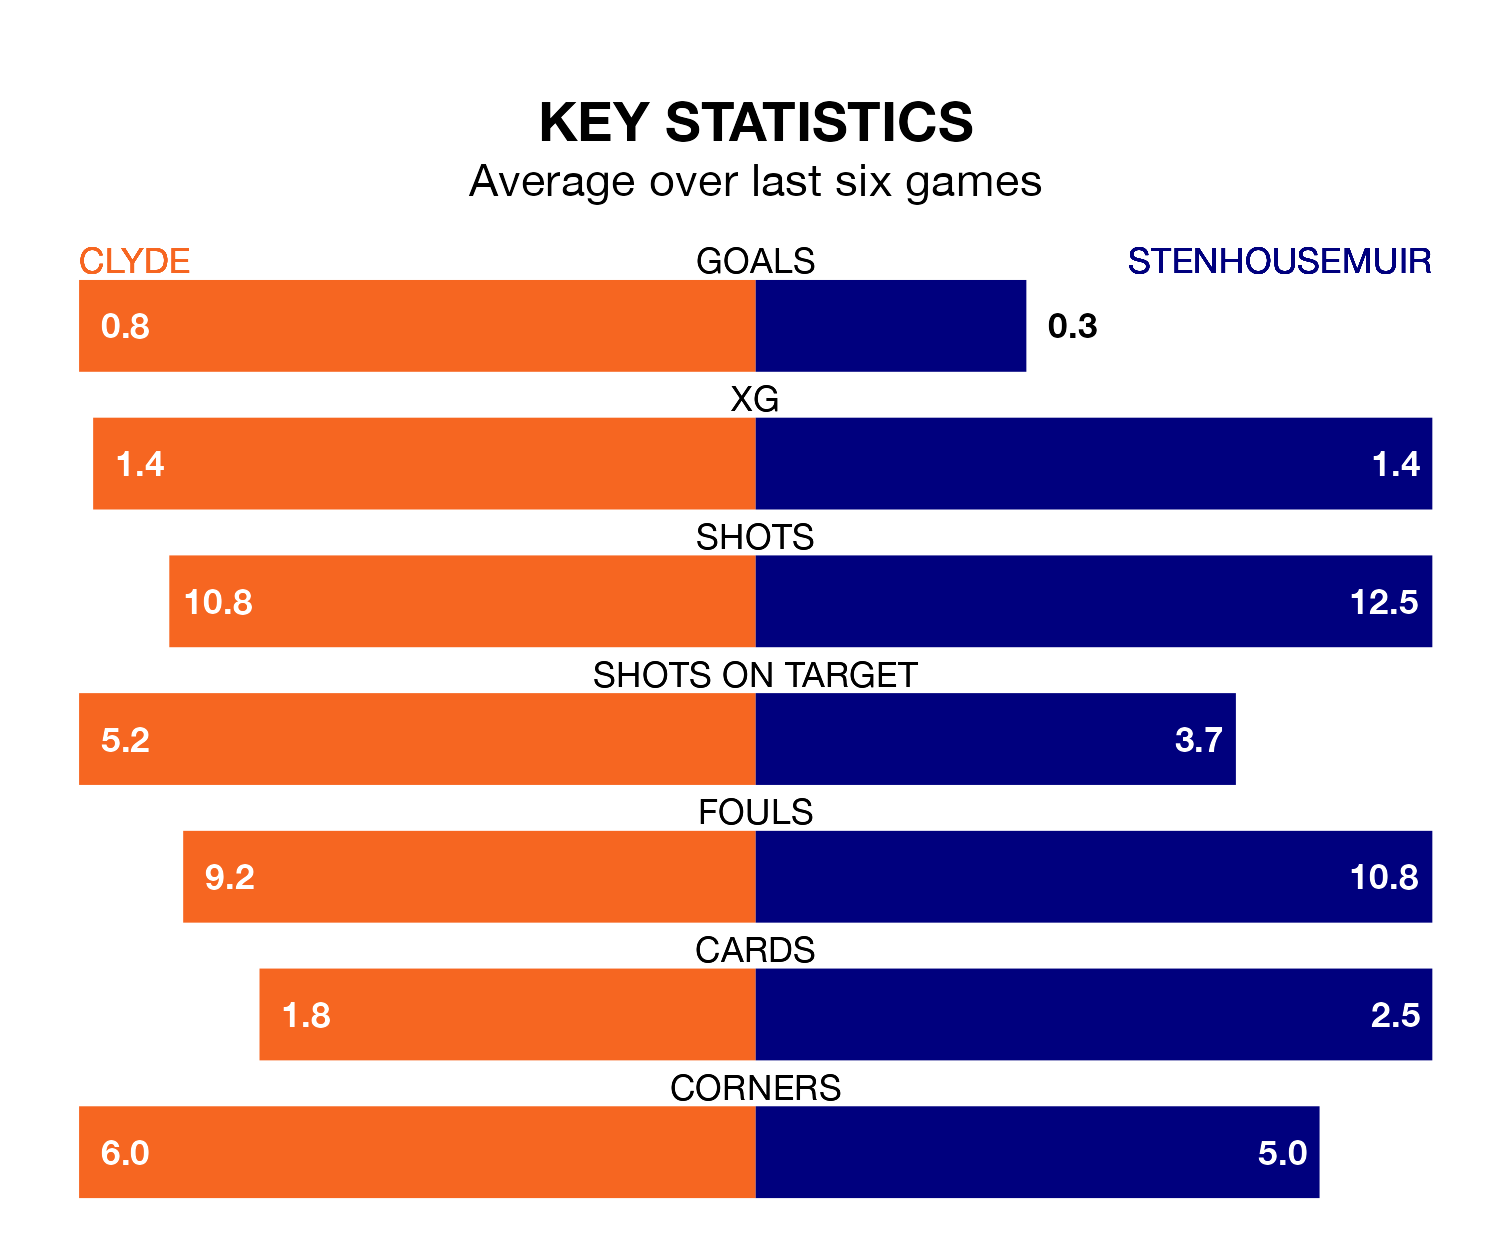 KEY STATISTICS
Average over last six games
CLYDE GOALS STENHOUSEMUIR
0.8 0.3
XG
1.4 1.4
SHOTS
10.8 12.5
SHOTS ON TARGET
5.2 3.7
FOULS
9.2 10.8
CARDS
1.8 2.5
CORNERS
6.0 5.0